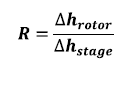 R = Δh_rotor / Δh_stage